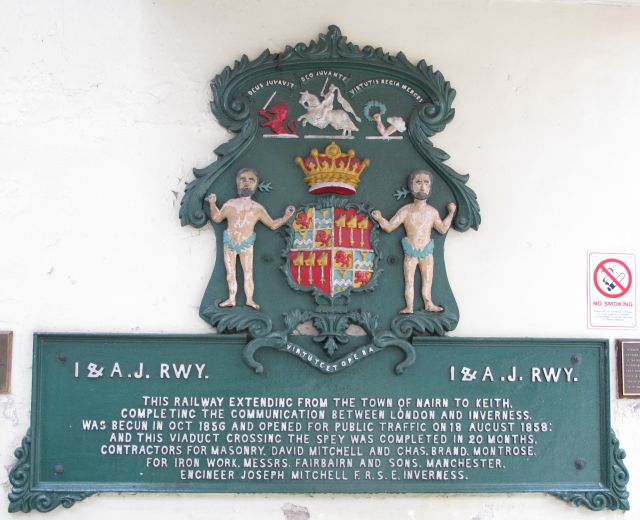 DEUS JUVAVIT
DEO JUVANTE
VIRTUTIS REGIA MERCES
VIRTUTE ET OPERA
NO SMOKING
I & A.J. RWY.
I & A.J. RWY.
THIS RAILWAY EXTENDING FROM THE TOWN OF NAIRN TO KEITH,
COMPLETING THE COMMUNICATION BETWEEN LONDON AND INVERNESS,
WAS BEGUN IN OCT 1856 AND OPENED FOR PUBLIC TRAFFIC ON 18 AUGUST 1858:
AND THIS VIADUCT CROSSING THE SPEY WAS COMPLETED IN 20 MONTHS.
CONTRACTORS FOR MASONRY, DAVID MITCHELL AND CHAS. BRAND, MONTROSE.
FOR IRON WORK, MESSRS. FAIRBAIRN AND SONS, MANCHESTER.
ENGINEER JOSEPH MITCHELL F.R.S.E. INVERNESS.